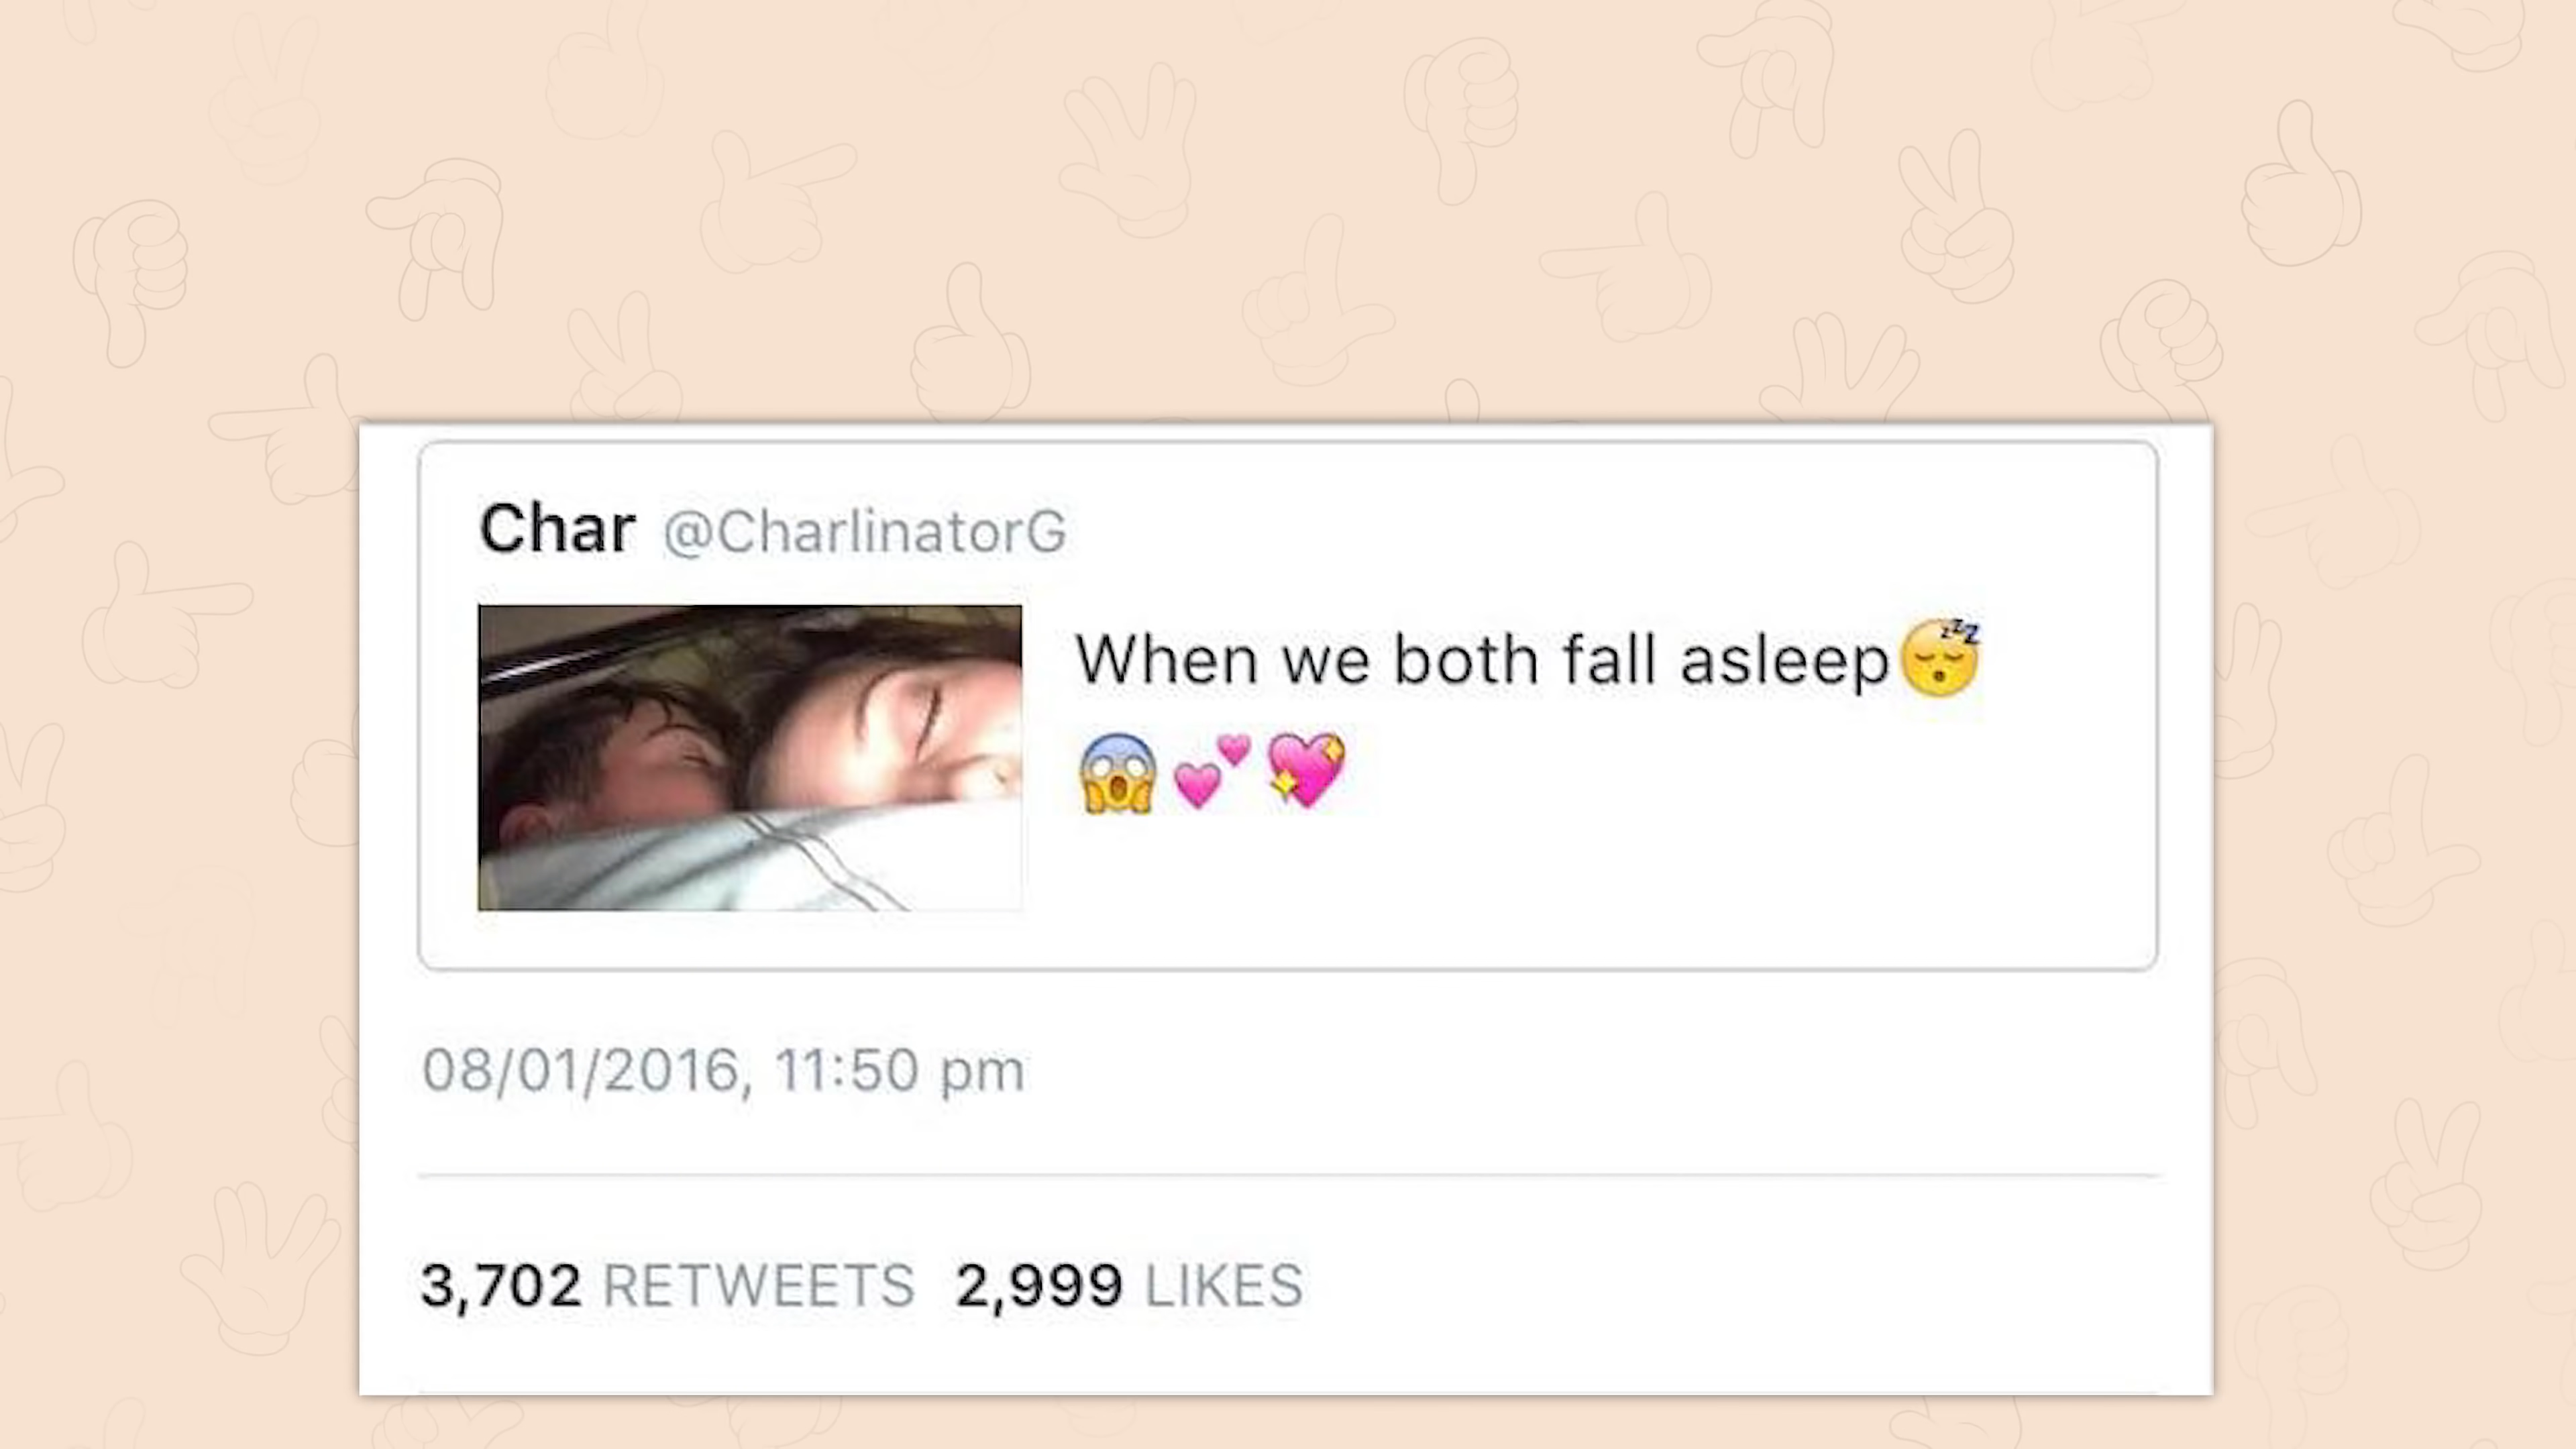 Char @CharlinatorG
When we both fall asleep😴
😱💕💖
08/01/2016, 11:50 pm
3,702 RETWEETS 2,999 LIKES